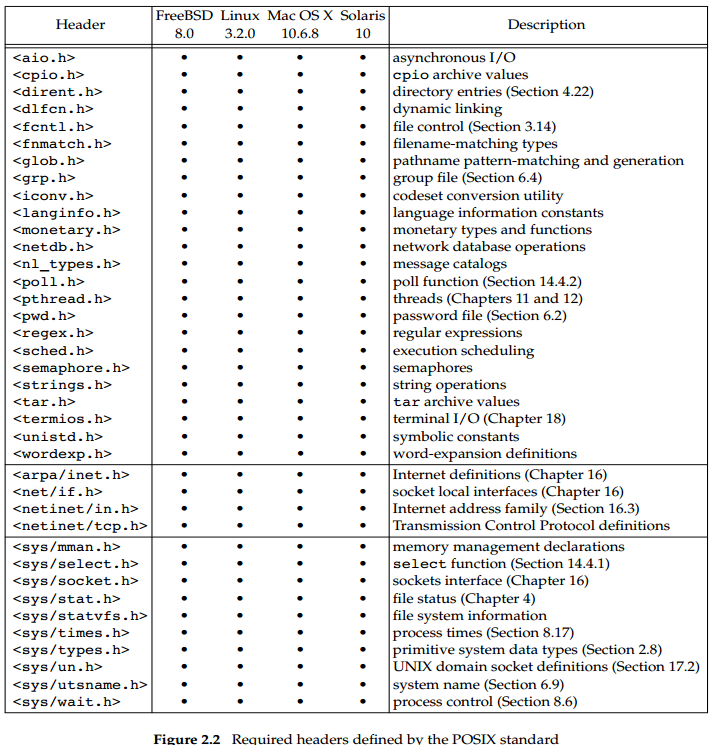 Header FreeBSD 8.0 Linux 3.2.0 Mac OS X 10.6.8 Solaris 10 Description
<aio.h> • • • • asynchronous I/O
<cpio.h> • • • • cpio archive values
<dirent.h> • • • • directory entries (Section 4.22)
<dlfcn.h> • • • • dynamic linking
<fcntl.h> • • • • file control (Section 3.14)
<fnmatch.h> • • • • filename-matching types
<glob.h> • • • • pathname pattern-matching and generation
<grp.h> • • • • group file (Section 6.4)
<iconv.h> • • • • codeset conversion utility
<langinfo.h> • • • • language information constants
<monetary.h> • • • • monetary types and functions
<netdb.h> • • • • network database operations
<nl_types.h> • • • • message catalogs
<poll.h> • • • • poll function (Section 14.4.2)
<pthread.h> • • • • threads (Chapters 11 and 12)
<pwd.h> • • • • password file (Section 6.2)
<regex.h> • • • • regular expressions
<sched.h> • • • • execution scheduling
<semaphore.h> • • • • semaphores
<strings.h> • • • • string operations
<tar.h> • • • • tar archive values
<termios.h> • • • • terminal I/O (Chapter 18)
<unistd.h> • • • • symbolic constants
<wordexp.h> • • • • word-expansion definitions
<arpa/inet.h> • • • • Internet definitions (Chapter 16)
<net/if.h> • • • • socket local interfaces (Chapter 16)
<netinet/in.h> • • • • Internet address family (Section 16.3)
<netinet/tcp.h> • • • • Transmission Control Protocol definitions
<sys/mman.h> • • • • memory management declarations
<sys/select.h> • • • • select function (Section 14.4.1)
<sys/socket.h> • • • • sockets interface (Chapter 16)
<sys/stat.h> • • • • file status (Chapter 4)
<sys/statvfs.h> • • • • file system information
<sys/times.h> • • • • process times (Section 8.17)
<sys/types.h> • • • • primitive system data types (Section 2.8)
<sys/un.h> • • • • UNIX domain socket definitions (Section 17.2)
<sys/utsname.h> • • • • system name (Section 6.9)
<sys/wait.h> • • • • process control (Section 8.6)
Figure 2.2 Required headers defined by the POSIX standard